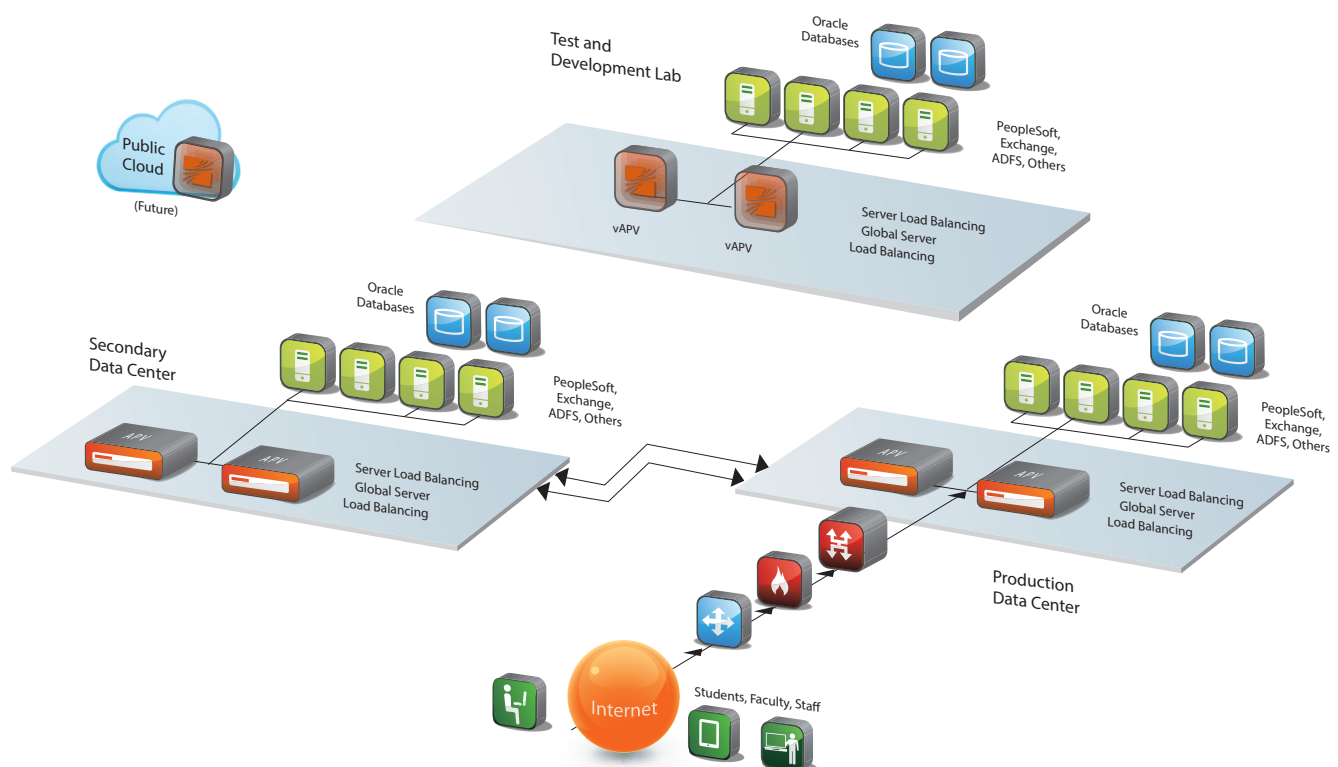 Oracle
Databases
Test and
Development Lab
PeopleSoft,
Exchange,
ADFS, Others
Public
Cloud
(Future)
vAPV
vAPV
Server Load Balancing
Global Server
Load Balancing
Oracle
Databases
Secondary
Data Center
PeopleSoft,
Exchange,
ADFS, Others
APV
APV
Server Load Balancing
Global Server
Load Balancing
Oracle
Databases
PeopleSoft,
Exchange,
ADFS, Others
APV
APV
Server Load Balancing
Global Server
Load Balancing
Production
Data Center
Internet
Students, Faculty, Staff